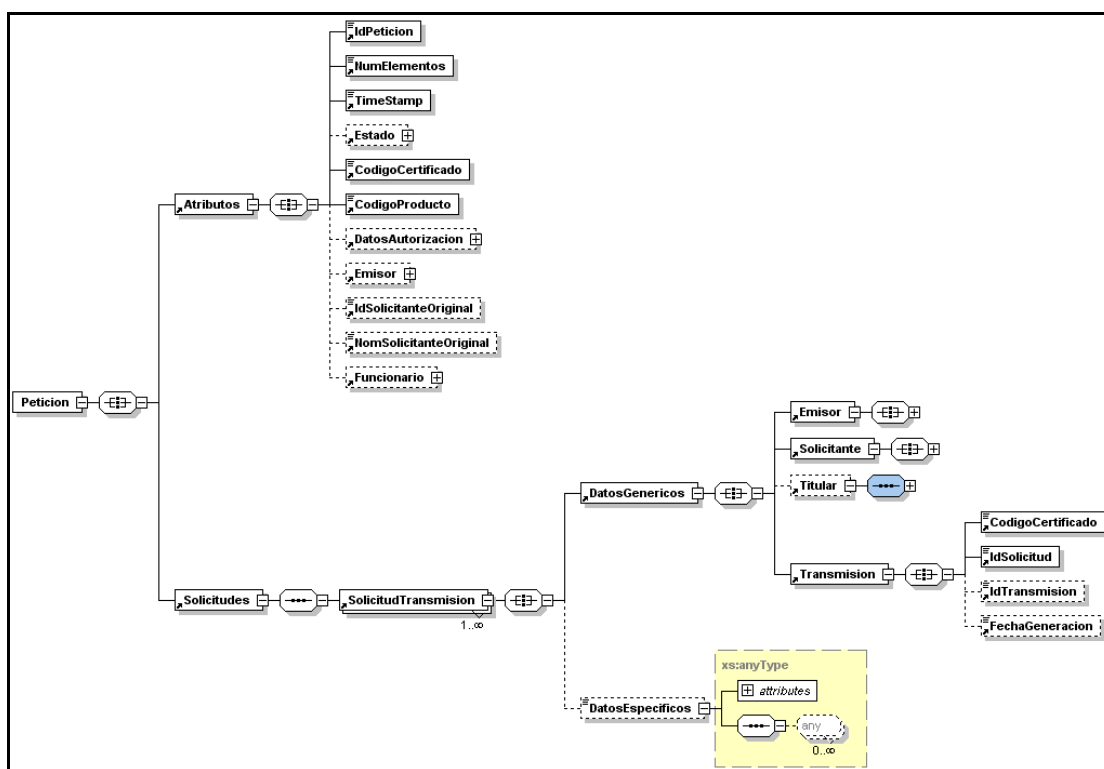 IdPeticion
NumElementos
TimeStamp
Estado
CodigoCertificado
Atributos
CodigoProducto
DatosAutorizacion
Emisor
IdSolicitanteOriginal
NomSolicitanteOriginal
Funcionario
Peticion
Emisor
Solicitante
Titular
DatosGenericos
CodigoCertificado
IdSolicitud
Transmision
IdTransmision
FechaGeneracion
Solicitudes
SolicitudTransmision
1..∞
xs:anyType
attributes
DatosEspecificos
any
0..∞